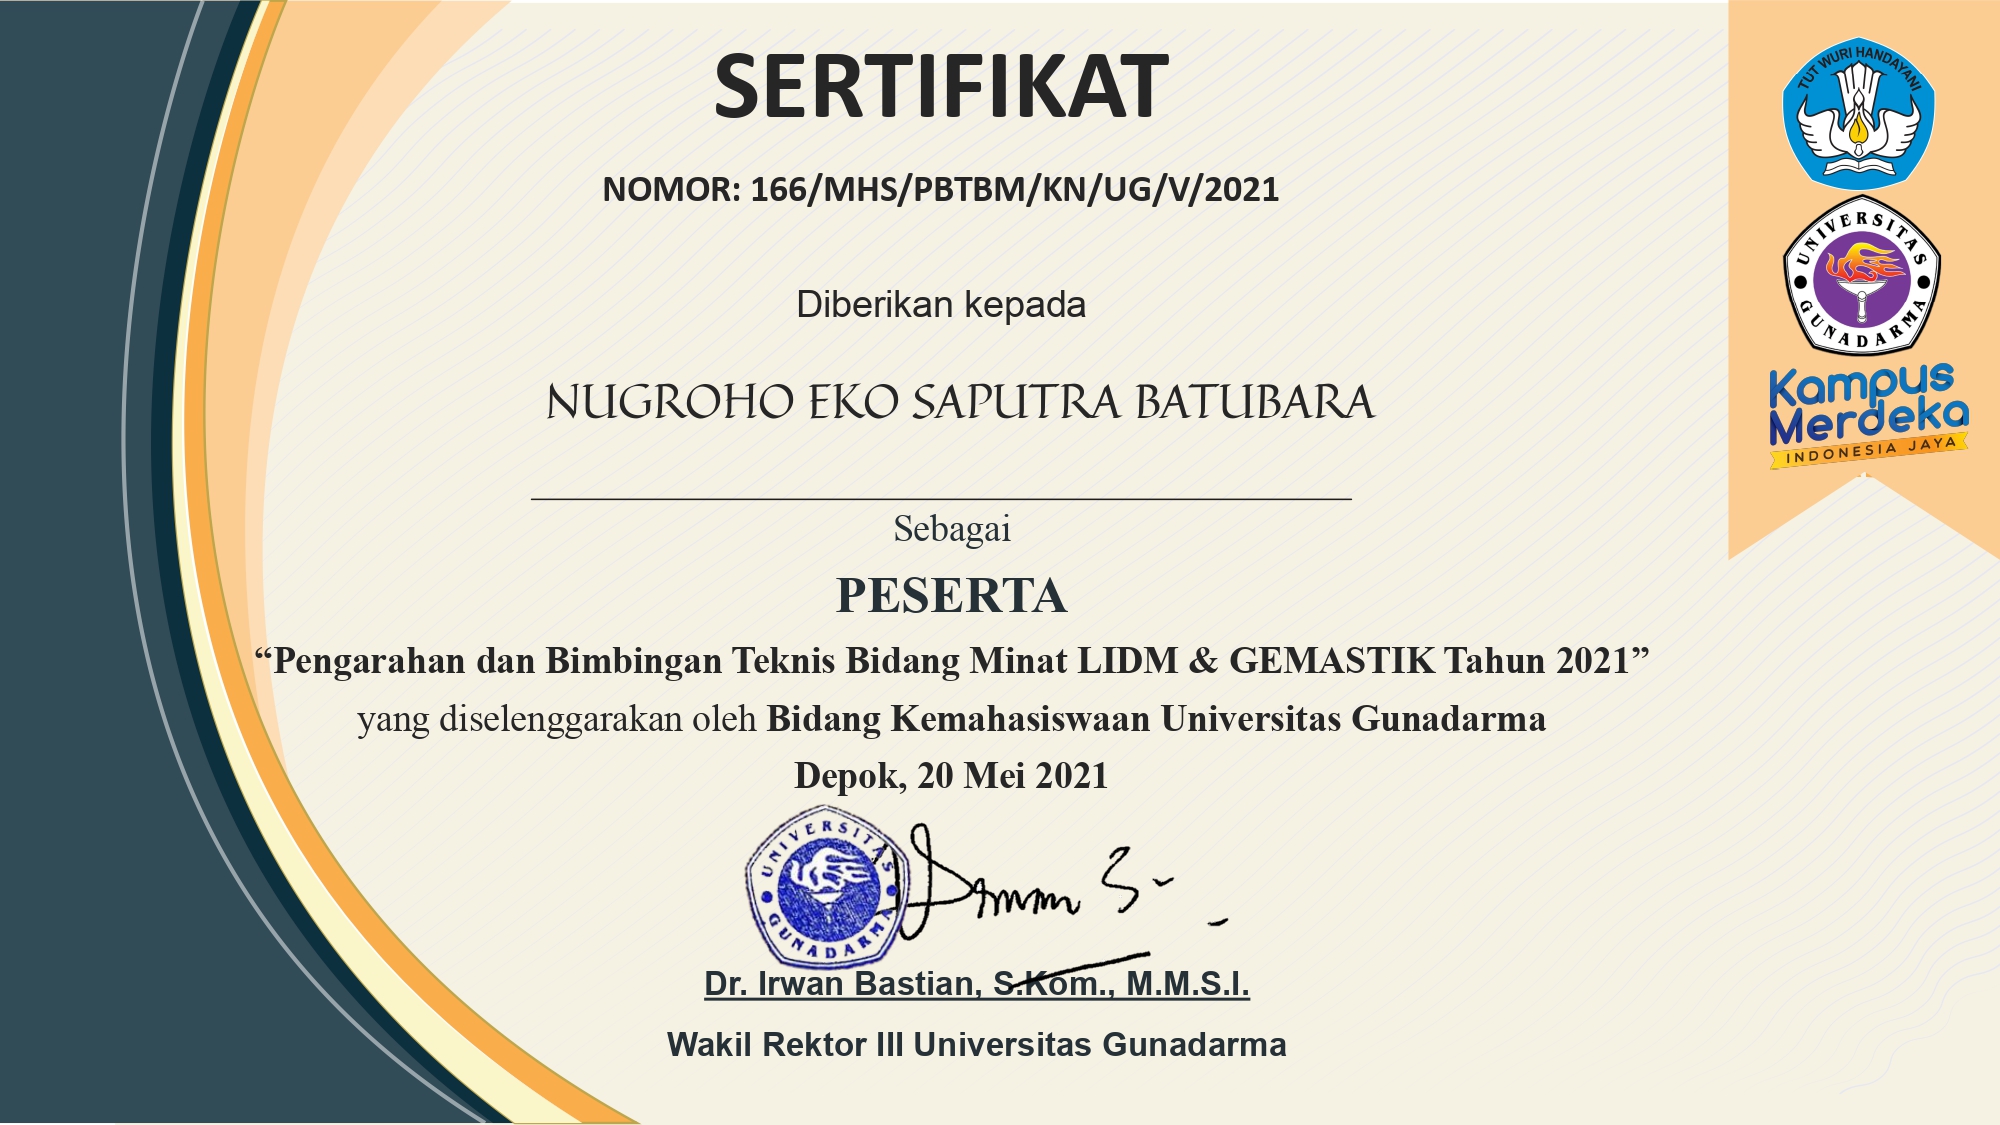 SERTIFIKAT
NOMOR: 166/MHS/PBTBM/KN/UG/V/2021
Diberikan kepada
NUGROHO EKO SAPUTRA BATUBARA
Sebagai
PESERTA
“Pengarahan dan Bimbingan Teknis Bidang Minat LIDM & GEMASTIK Tahun 2021”
yang diselenggarakan oleh Bidang Kemahasiswaan Universitas Gunadarma
Depok, 20 Mei 2021
UNIVERSITAS
GUNADARMA
Dr. Irwan Bastian, S.Kom., M.M.S.I.
Wakil Rektor III Universitas Gunadarma
TUT WURI HANDAYANI
UNIVERSITAS
GUNADARMA
Kampus
Merdeka
INDONESIA JAYA